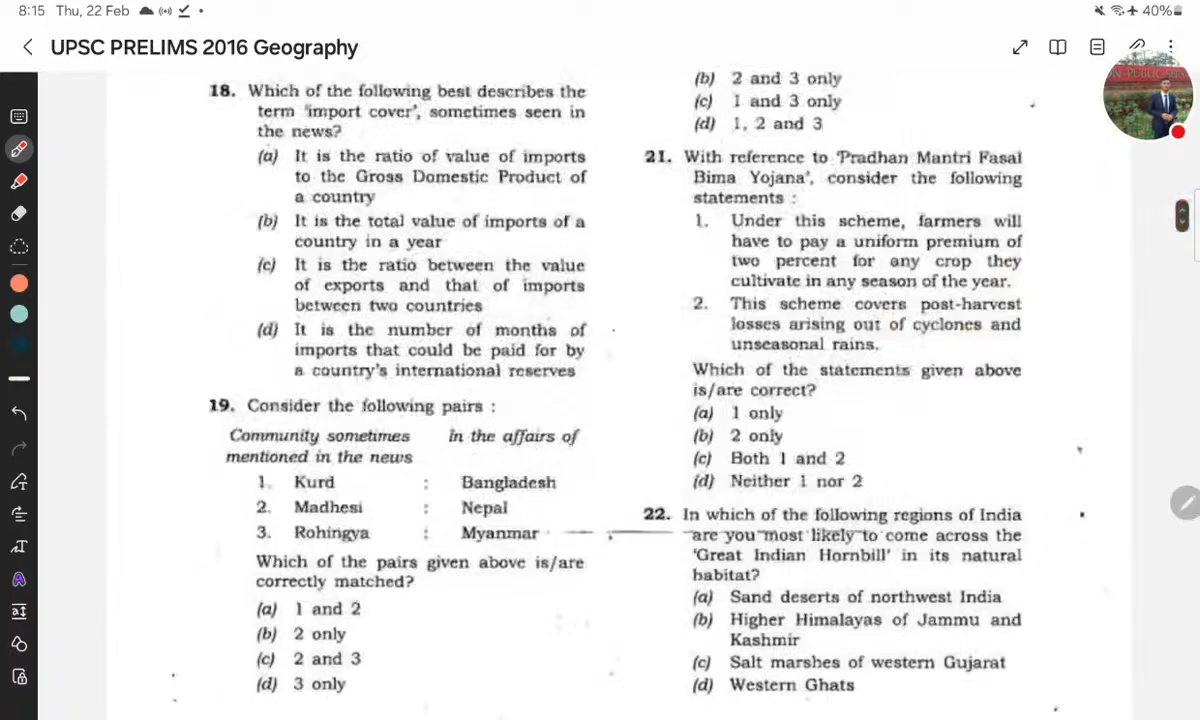 8:15 Thu, 22 Feb
40%
UPSC PRELIMS 2016 Geography
18. Which of the following best describes the
term 'import cover', sometimes seen in
the news?
(a) It is the ratio of value of imports
to the Gross Domestic Product of
a country
(b) It is the total value of imports of a
country in a year
(c) It is the ratio between the value
of exports and that of imports
between two countries
(d) It is the number of months of
imports that could be paid for by
a country's international reserves
19. Consider the following pairs :
Community sometimes in the affairs of
mentioned in the news
1. Kurd : Bangladesh
2. Madhesi : Nepal
3. Rohingya : Myanmar
Which of the pairs given above is/are
correctly matched?
(a) 1 and 2
(b) 2 only
(c) 2 and 3
(d) 3 only
(b) 2 and 3 only
(c) 1 and 3 only
(d) 1, 2 and 3
21. With reference to 'Pradhan Mantri Fasal
Bima Yojana', consider the following
statements :
1. Under this scheme, farmers will
have to pay a uniform premium of
two percent for any crop they
cultivate in any season of the year.
2. This scheme covers post-harvest
losses arising out of cyclones and
unseasonal rains.
Which of the statements given above
is/are correct?
(a) 1 only
(b) 2 only
(c) Both 1 and 2
(d) Neither 1 nor 2
22. In which of the following regions of India
are you most likely to come across the
'Great Indian Hornbill' in its natural
habitat?
(a) Sand deserts of northwest India
(b) Higher Himalayas of Jammu and
Kashmir
(c) Salt marshes of western Gujarat
(d) Western Ghats